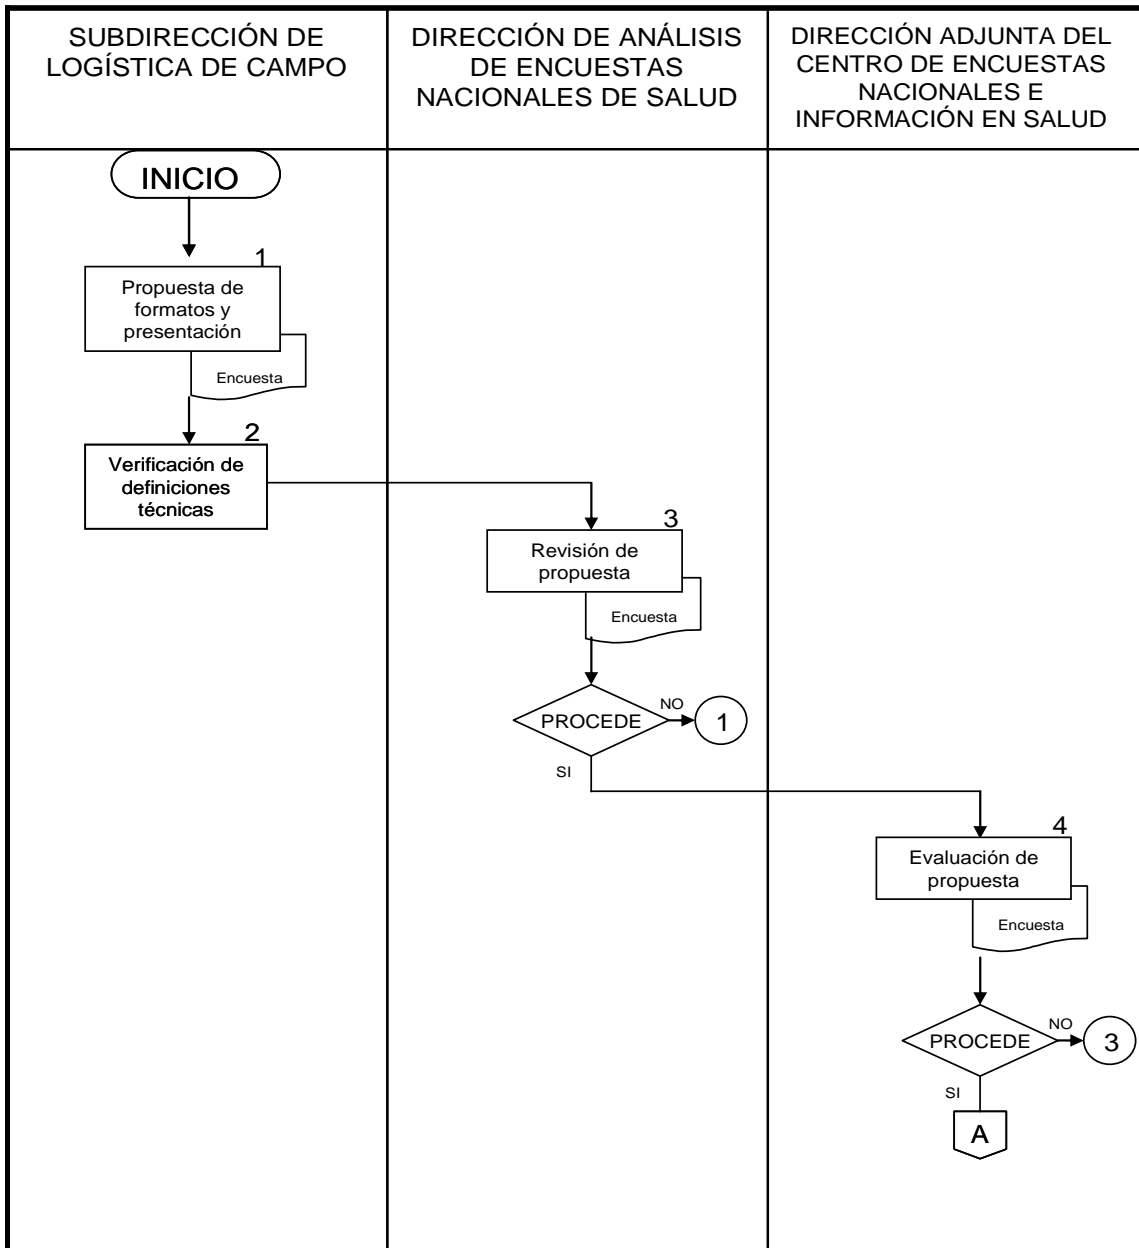 SUBDIRECCIÓN DE
LOGÍSTICA DE CAMPO
DIRECCIÓN DE ANÁLISIS
DE ENCUESTAS
NACIONALES DE SALUD
DIRECCIÓN ADJUNTA DEL
CENTRO DE ENCUESTAS
NACIONALES E
INFORMACIÓN EN SALUD
INICIO
1
Propuesta de
formatos y
presentación
Encuesta
2
Verificación de
definiciones
técnicas
3
Revisión de
propuesta
Encuesta
PROCEDE
NO
1
SI
4
Evaluación de
propuesta
Encuesta
PROCEDE
NO
3
SI
A